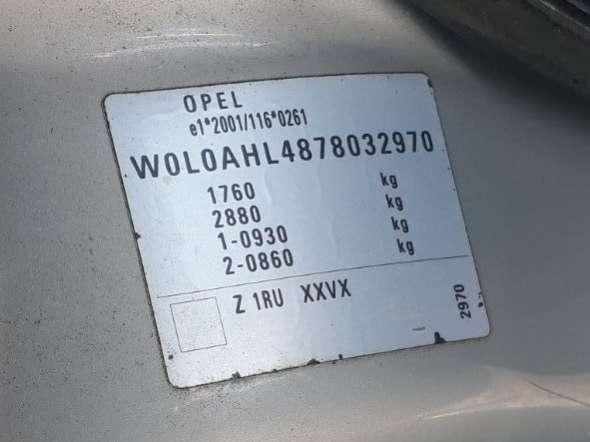 OPEL
e1*2001/116*0261
W0L0AHL4878032970
1760 kg
2880 kg
1-0930 kg
2-0860 kg
Z 1RU XXVX
2970